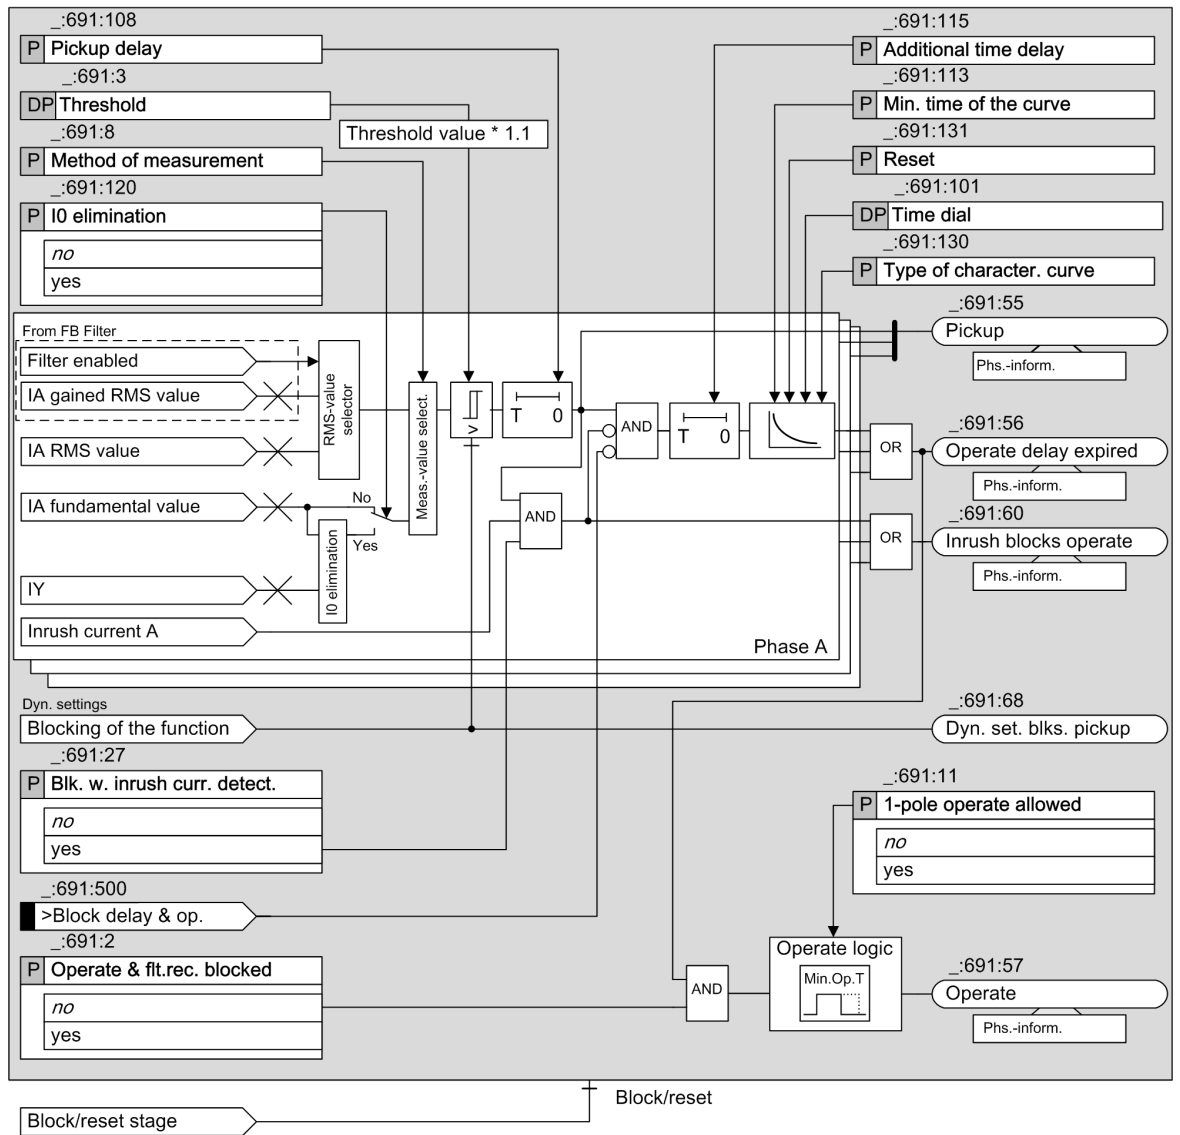 _:691:108
P Pickup delay
_:691:3
DP Threshold
Threshold value * 1.1
_:691:8
P Method of measurement
_:691:120
P I0 elimination
no
yes
_:691:115
P Additional time delay
_:691:113
P Min. time of the curve
_:691:131
P Reset
_:691:101
DP Time dial
_:691:130
P Type of character. curve
From FB Filter
Filter enabled
IA gained RMS value
IA RMS value
IA fundamental value
IY
Inrush current A
RMS-value
selector
No
Yes
I0 elimination
Meas.-value select.
>
T 0
AND
AND
T 0
Phase A
OR
OR
_:691:55
Pickup
Phs.-inform.
_:691:56
Operate delay expired
Phs.-inform.
_:691:60
Inrush blocks operate
Phs.-inform.
Dyn. settings
Blocking of the function
_:691:68
Dyn. set. blks. pickup
_:691:27
P Blk. w. inrush curr. detect.
no
yes
_:691:11
P 1-pole operate allowed
no
yes
_:691:500
>Block delay & op.
_:691:2
P Operate & flt.rec. blocked
no
yes
AND
Operate logic
Min.Op.T
_:691:57
Operate
Phs.-inform.
Block/reset
Block/reset stage